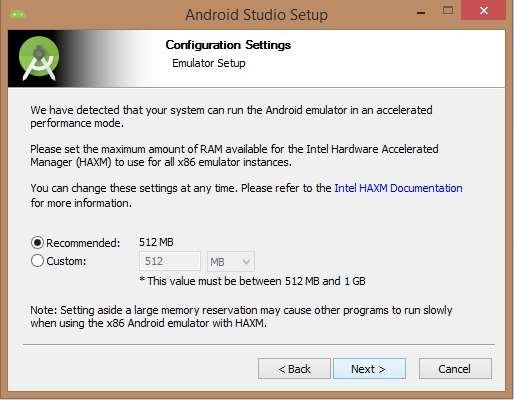 Android Studio Setup
Configuration Settings
Emulator Setup
We have detected that your system can run the Android emulator in an accelerated
performance mode.
Please set the maximum amount of RAM available for the Intel Hardware Accelerated
Manager (HAXM) to use for all x86 emulator instances.
You can change these settings at any time. Please refer to the Intel HAXM Documentation
for more information.
Recommended: 512 MB
Custom: 512 MB
* This value must be between 512 MB and 1 GB
Note: Setting aside a large memory reservation may cause other programs to run slowly
when using the x86 Android emulator with HAXM.
< Back Next > Cancel